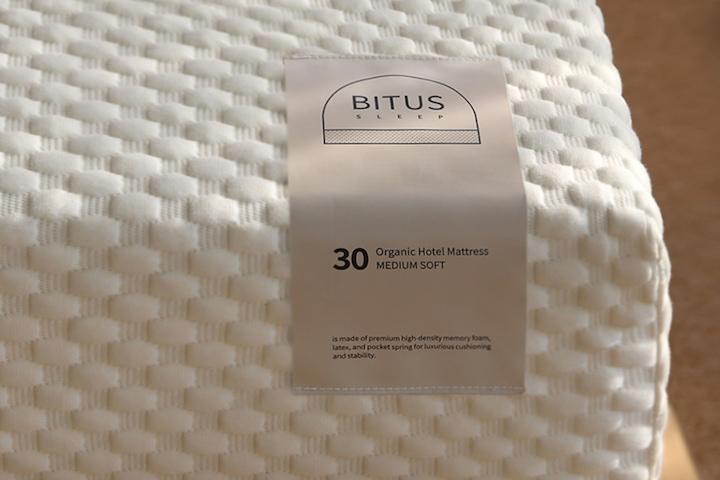 BITUS
SLEEP
30 Organic Hotel Mattress
MEDIUM SOFT
is made of premium high-density memory foam,
latex, and pocket spring for luxurious cushioning
and stability.